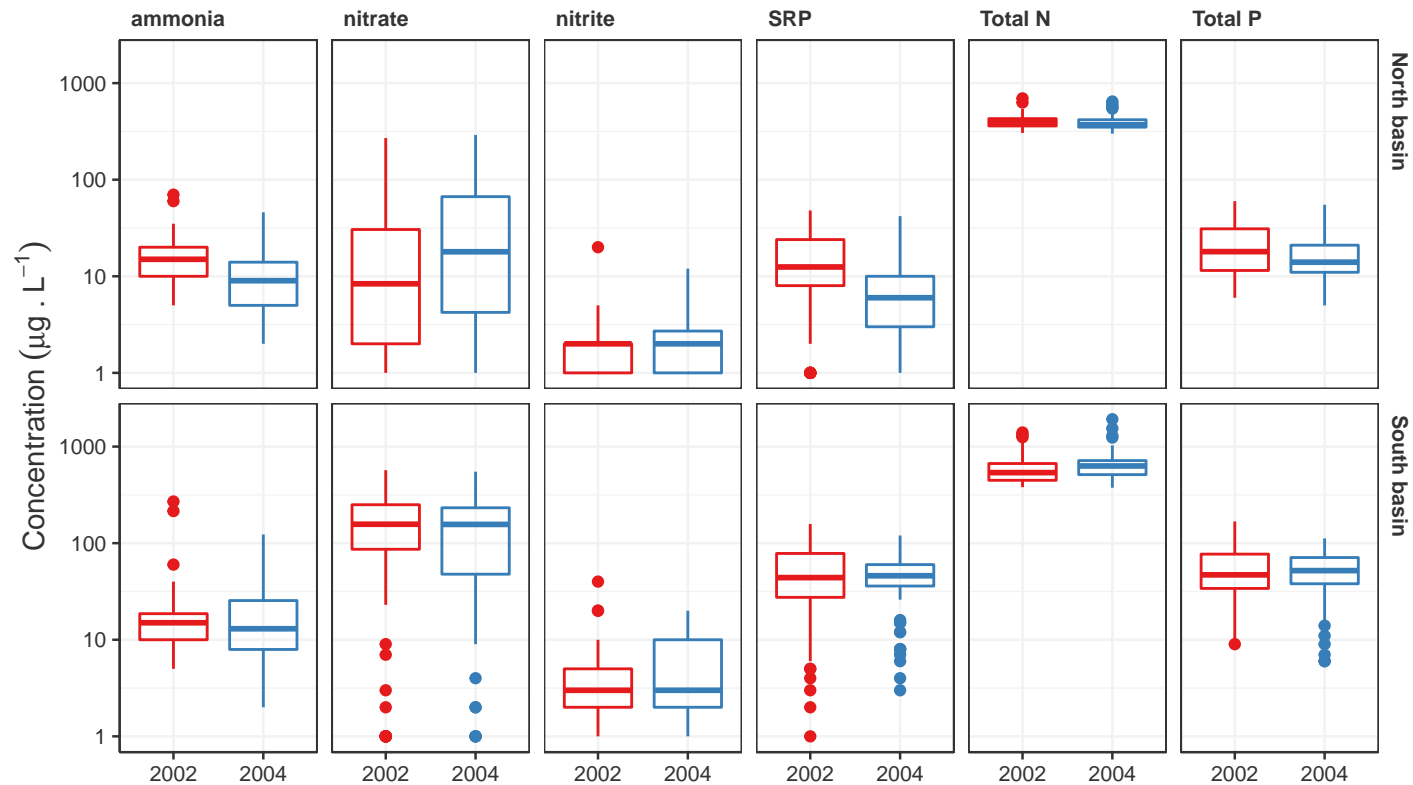 ammonia nitrate nitrite SRP Total N Total P
Concentration (µg . L⁻¹)
1000
100
10
1
North basin
1000
100
10
1
South basin
2002 2004 2002 2004 2002 2004 2002 2004 2002 2004 2002 2004